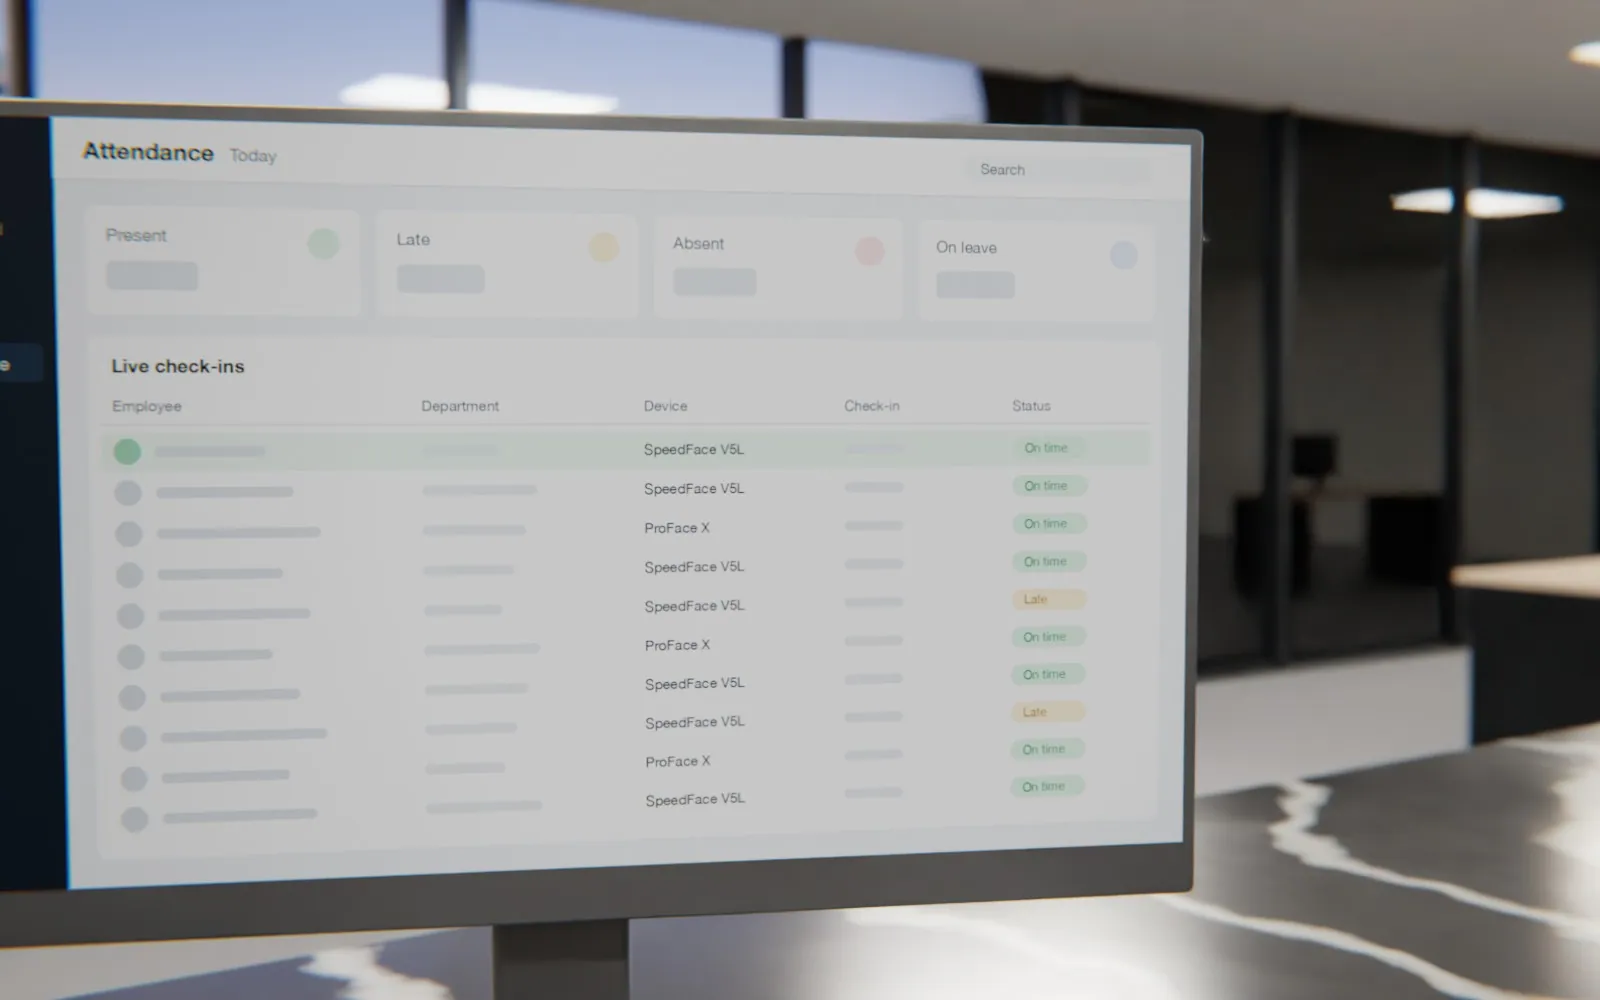 Attendance Today
Search
Present
Late
Absent
On leave
Live check-ins
Employee Department Device Check-in Status
SpeedFace V5L On time
SpeedFace V5L On time
ProFace X On time
SpeedFace V5L On time
SpeedFace V5L Late
ProFace X On time
SpeedFace V5L On time
SpeedFace V5L Late
ProFace X On time
SpeedFace V5L On time